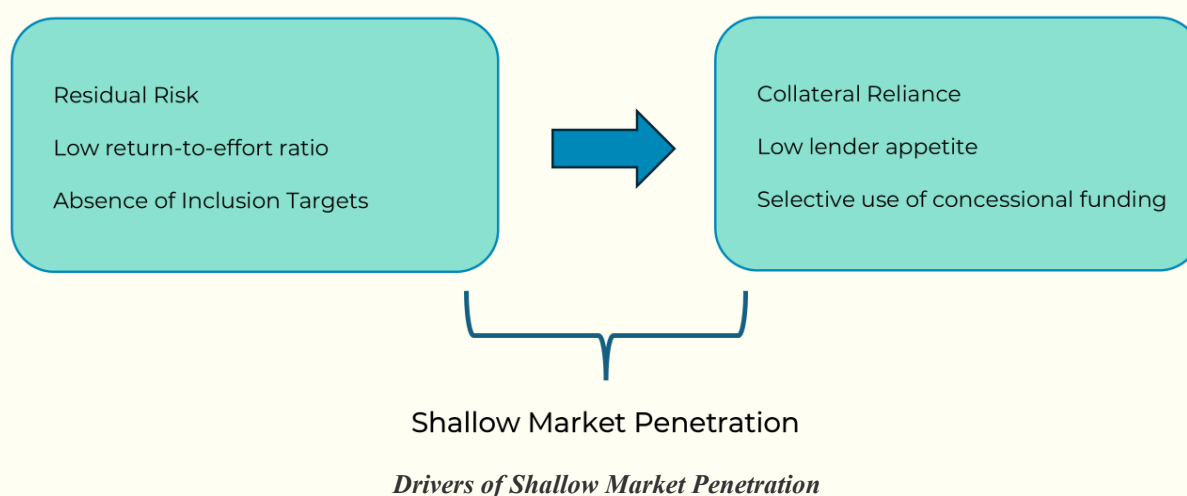 Residual Risk
Low return-to-effort ratio
Absence of Inclusion Targets
Collateral Reliance
Low lender appetite
Selective use of concessional funding
Shallow Market Penetration
Drivers of Shallow Market Penetration